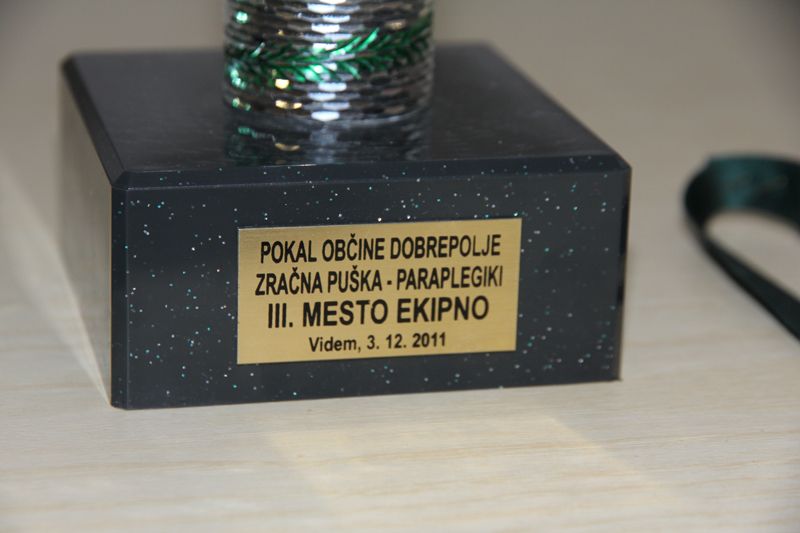 POKAL OBČINE DOBREPOLJE
ZRAČNA PUŠKA - PARAPLEGIKI
III. MESTO EKIPNO
Videm, 3. 12. 2011